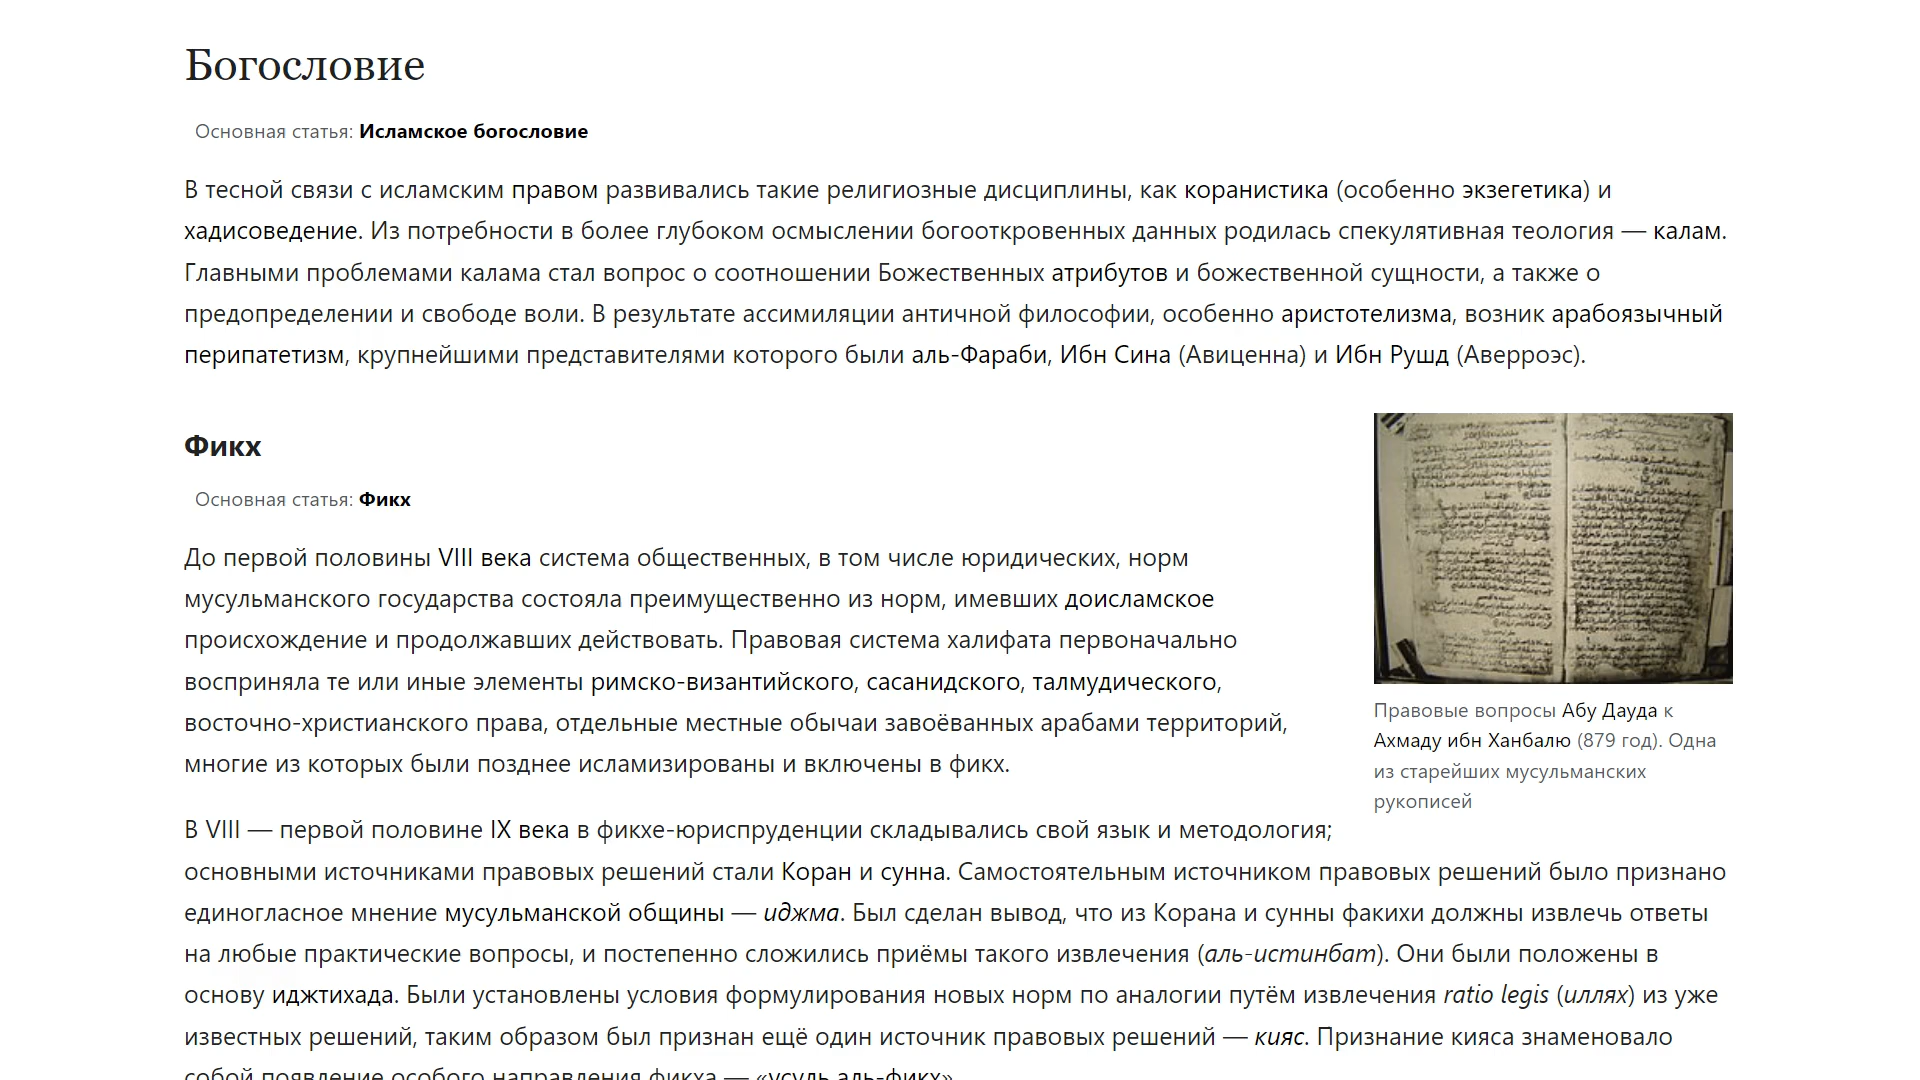 Богословие
Основная статья: Исламское богословие
В тесной связи с исламским правом развивались такие религиозные дисциплины, как коранистика (особенно экзегетика) и
хадисоведение. Из потребности в более глубоком осмыслении богооткровенных данных родилась спекулятивная теология — калам.
Главными проблемами калама стал вопрос о соотношении Божественных атрибутов и божественной сущности, а также о
предопределении и свободе воли. В результате ассимиляции античной философии, особенно аристотелизма, возник арабоязычный
перипатетизм, крупнейшими представителями которого были аль-Фараби, Ибн Сина (Авиценна) и Ибн Рушд (Аверроэс).
Фикх
Основная статья: Фикх
До первой половины VIII века система общественных, в том числе юридических, норм
мусульманского государства состояла преимущественно из норм, имевших доисламское
происхождение и продолжавших действовать. Правовая система халифата первоначально
восприняла те или иные элементы римско-византийского, сасанидского, талмудического,
восточно-христианского права, отдельные местные обычаи завоёванных арабами территорий,
многие из которых были позднее исламизированы и включены в фикх.
Правовые вопросы Абу Дауда к
Ахмаду ибн Ханбалю (879 год). Одна
из старейших мусульманских
рукописей
В VIII — первой половине IX века в фикхе-юриспруденции складывались свой язык и методология;
основными источниками правовых решений стали Коран и сунна. Самостоятельным источником правовых решений было признано
единогласное мнение мусульманской общины — иджма. Был сделан вывод, что из Корана и сунны факихи должны извлечь ответы
на любые практические вопросы, и постепенно сложились приёмы такого извлечения (аль-истинбат). Они были положены в
основу иджтихада. Были установлены условия формулирования новых норм по аналогии путём извлечения ratio legis (иллях) из уже
известных решений, таким образом был признан ещё один источник правовых решений — кияс. Признание кияса знаменовало
собой появление особого направления фикха — «усуль аль-фикх».